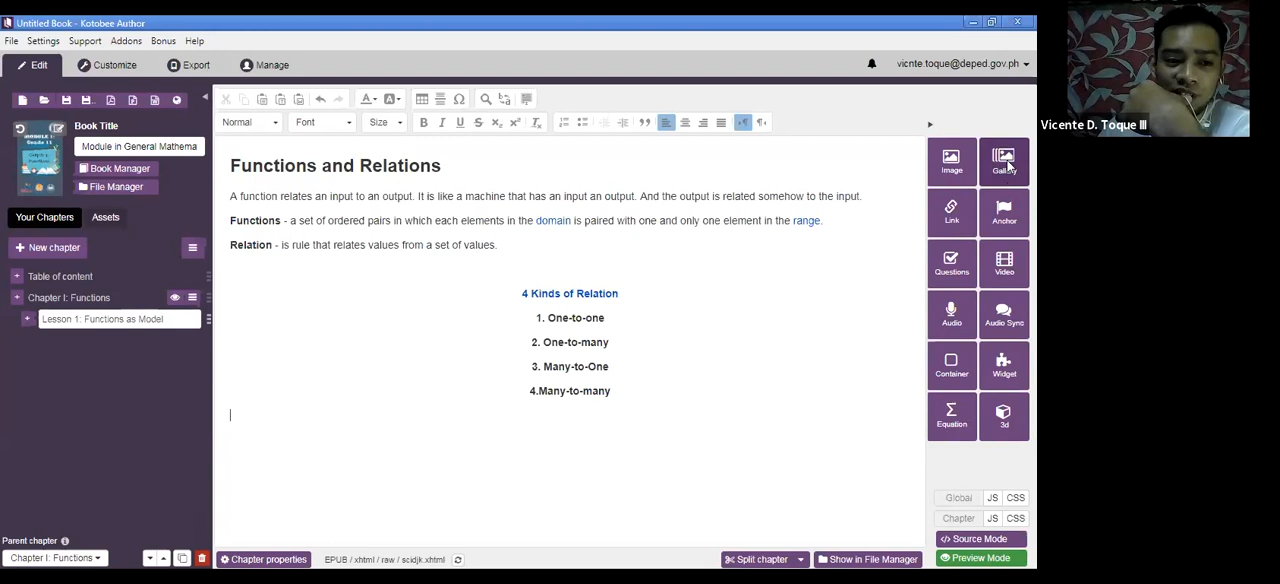 Untitled Book - Kotobee Author
File Settings Support Addons Bonus Help
Edit Customize Export Manage
vicnte.toque@deped.gov.ph
Vicente D. Toque III
Book Title
Module in General Mathema
Book Manager
File Manager
Your Chapters Assets
New chapter
Table of content
Chapter I: Functions
Lesson 1: Functions as Model
Parent chapter
Chapter I: Functions
Normal Font Size
Functions and Relations
A function relates an input to an output. It is like a machine that has an input an output. And the output is related somehow to the input.
Functions - a set of ordered pairs in which each elements in the domain is paired with one and only one element in the range.
Relation - is rule that relates values from a set of values.
4 Kinds of Relation
1. One-to-one
2. One-to-many
3. Many-to-One
4.Many-to-many
Chapter properties EPUB / xhtml / raw / scidjk.xhtml
Split chapter Show in File Manager
Image Gallery
Link Anchor
Questions Video
Audio Audio Sync
Container Widget
Equation 3d
Global JS CSS
Chapter JS CSS
</> Source Mode
Preview Mode